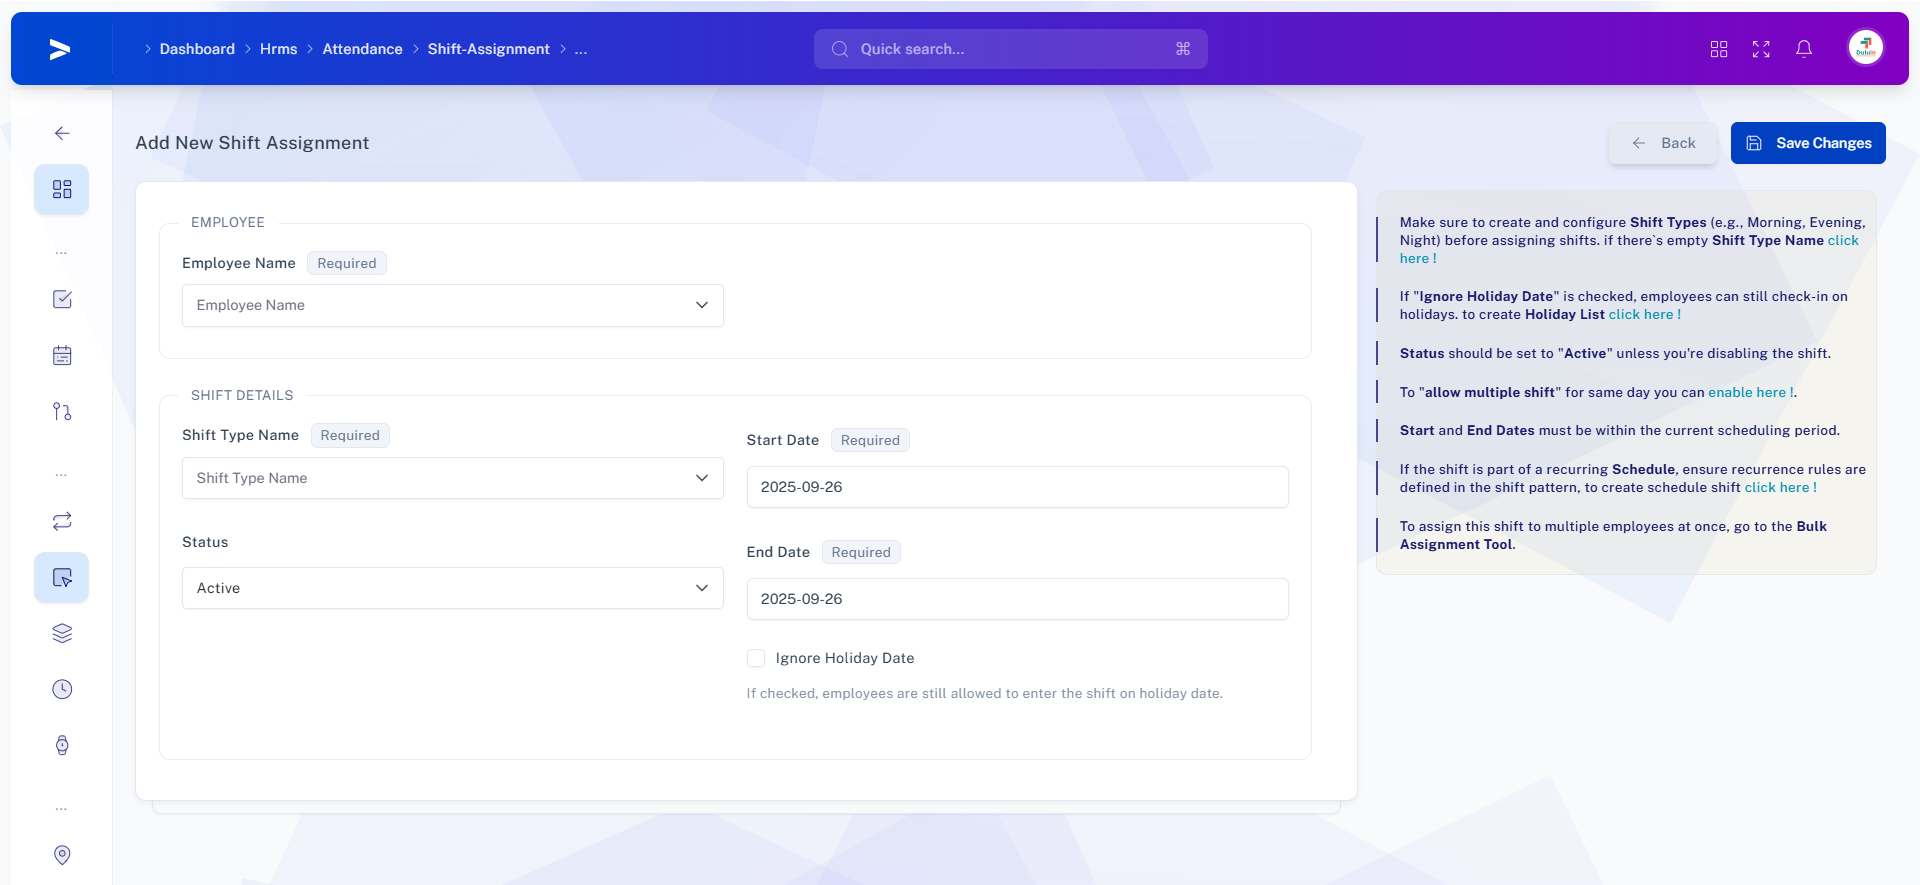 Dashboard
Hrms
Attendance
Shift-Assignment
...
Quick search...
⌘
Duluin
Add New Shift Assignment
Back
Save Changes
...
...
...
EMPLOYEE
Employee Name Required
Employee Name
SHIFT DETAILS
Shift Type Name Required
Shift Type Name
Status
Active
Start Date Required
2025-09-26
End Date Required
2025-09-26
Ignore Holiday Date
If checked, employees are still allowed to enter the shift on holiday date.
Make sure to create and configure Shift Types (e.g., Morning, Evening,
Night) before assigning shifts. if there`s empty Shift Type Name click
here !
If "Ignore Holiday Date" is checked, employees can still check-in on
holidays. to create Holiday List click here !
Status should be set to "Active" unless you're disabling the shift.
To "allow multiple shift" for same day you can enable here !.
Start and End Dates must be within the current scheduling period.
If the shift is part of a recurring Schedule, ensure recurrence rules are
defined in the shift pattern, to create schedule shift click here !
To assign this shift to multiple employees at once, go to the Bulk
Assignment Tool.